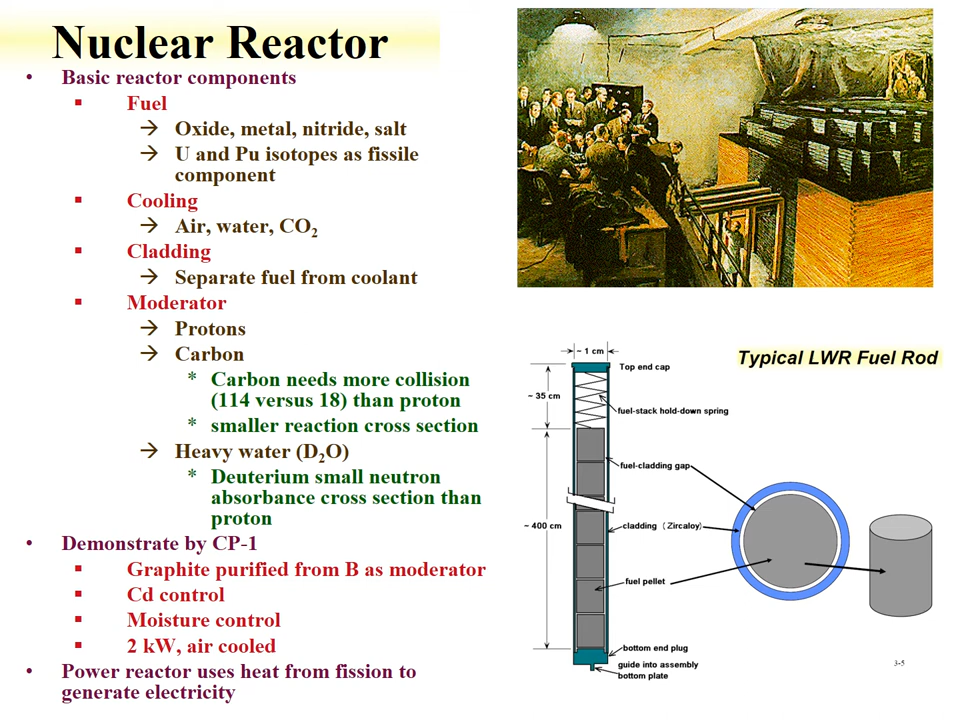 Nuclear Reactor
• Basic reactor components
▪ Fuel
→ Oxide, metal, nitride, salt
→ U and Pu isotopes as fissile
component
▪ Cooling
→ Air, water, CO₂
▪ Cladding
→ Separate fuel from coolant
▪ Moderator
→ Protons
→ Carbon
* Carbon needs more collision
(114 versus 18) than proton
* smaller reaction cross section
→ Heavy water (D₂O)
* Deuterium small neutron
absorbance cross section than
proton
• Demonstrate by CP-1
▪ Graphite purified from B as moderator
▪ Cd control
▪ Moisture control
▪ 2 kW, air cooled
• Power reactor uses heat from fission to
generate electricity
Typical LWR Fuel Rod
~ 1 cm
Top end cap
~ 35 cm
fuel-stack hold-down spring
fuel-cladding gap
~ 400 cm
cladding (Zircaloy)
fuel pellet
bottom end plug
guide into assembly
bottom plate
3-5